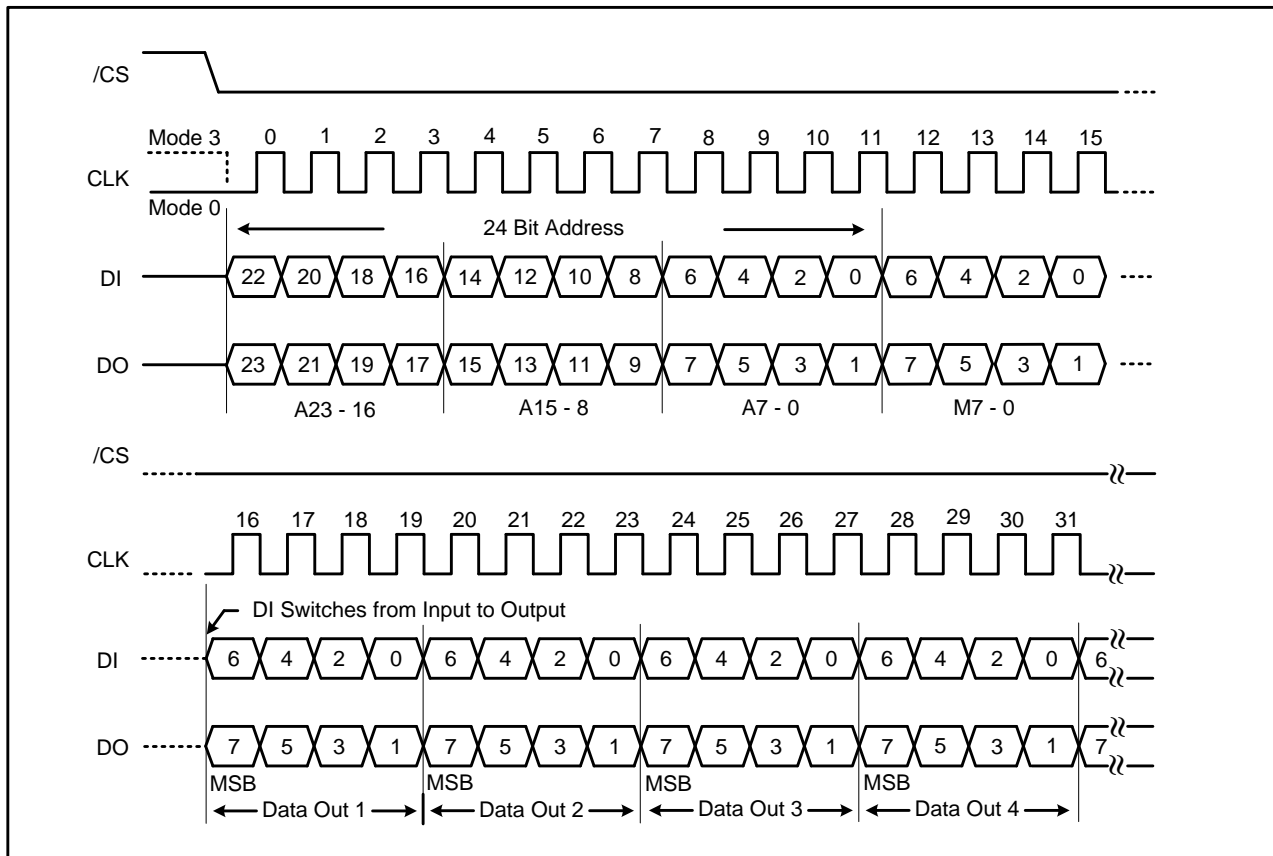 /CS
Mode 3 0 1 2 3 4 5 6 7 8 9 10 11 12 13 14 15
CLK
Mode 0
24 Bit Address
DI 22 20 18 16 14 12 10 8 6 4 2 0 6 4 2 0
DO 23 21 19 17 15 13 11 9 7 5 3 1 7 5 3 1
A23 - 16 A15 - 8 A7 - 0 M7 - 0
/CS
16 17 18 19 20 21 22 23 24 25 26 27 28 29 30 31
CLK
DI Switches from Input to Output
DI 6 4 2 0 6 4 2 0 6 4 2 0 6 4 2 0 6
DO 7 5 3 1 7 5 3 1 7 5 3 1 7 5 3 1 7
MSB MSB MSB MSB
Data Out 1 Data Out 2 Data Out 3 Data Out 4